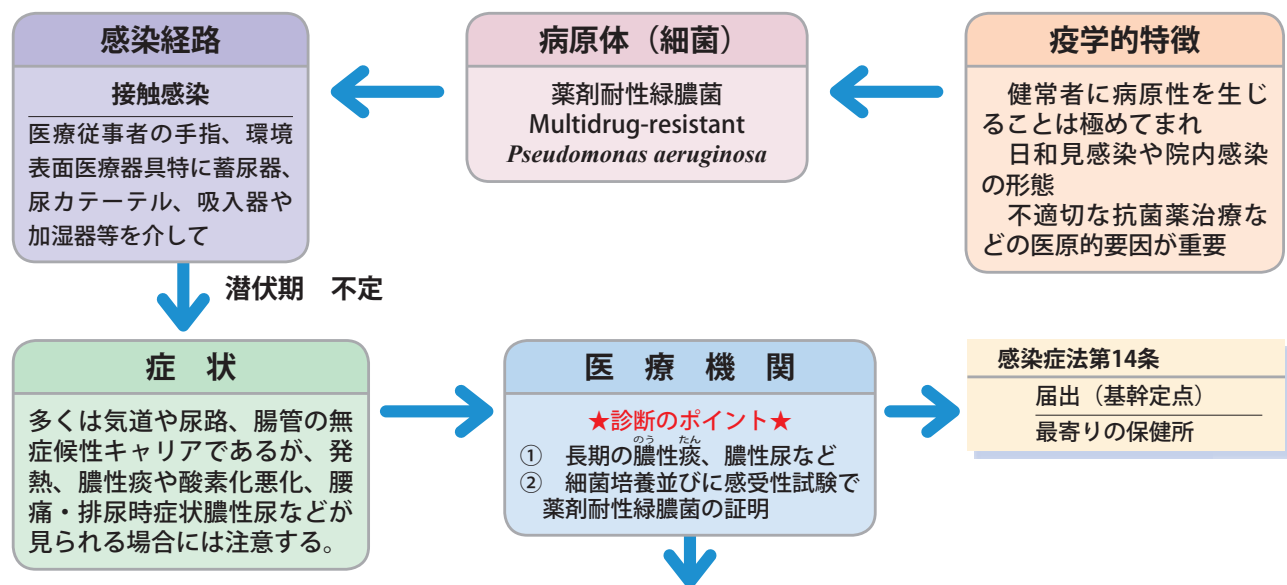 感染経路
接触感染
医療従事者の手指、環境
表面医療器具特に蓄尿器、
尿カテーテル、吸入器や
加湿器等を介して
病原体（細菌）
薬剤耐性緑膿菌
Multidrug-resistant
Pseudomonas aeruginosa
疫学的特徴
健常者に病原性を生じ
ることは極めてまれ
日和見感染や院内感染
の形態
不適切な抗菌薬治療な
どの医原的要因が重要
潜伏期　不定
症　状
多くは気道や尿路、腸管の無
症候性キャリアであるが、発
熱、膿性痰や酸素化悪化、腰
痛・排尿時症状膿性尿などが
見られる場合には注意する。
医　療　機　関
★診断のポイント★
のう　たん
①　長期の膿性痰、膿性尿など
②　細菌培養並びに感受性試験で
薬剤耐性緑膿菌の証明
感染症法第14条
届出（基幹定点）
最寄りの保健所